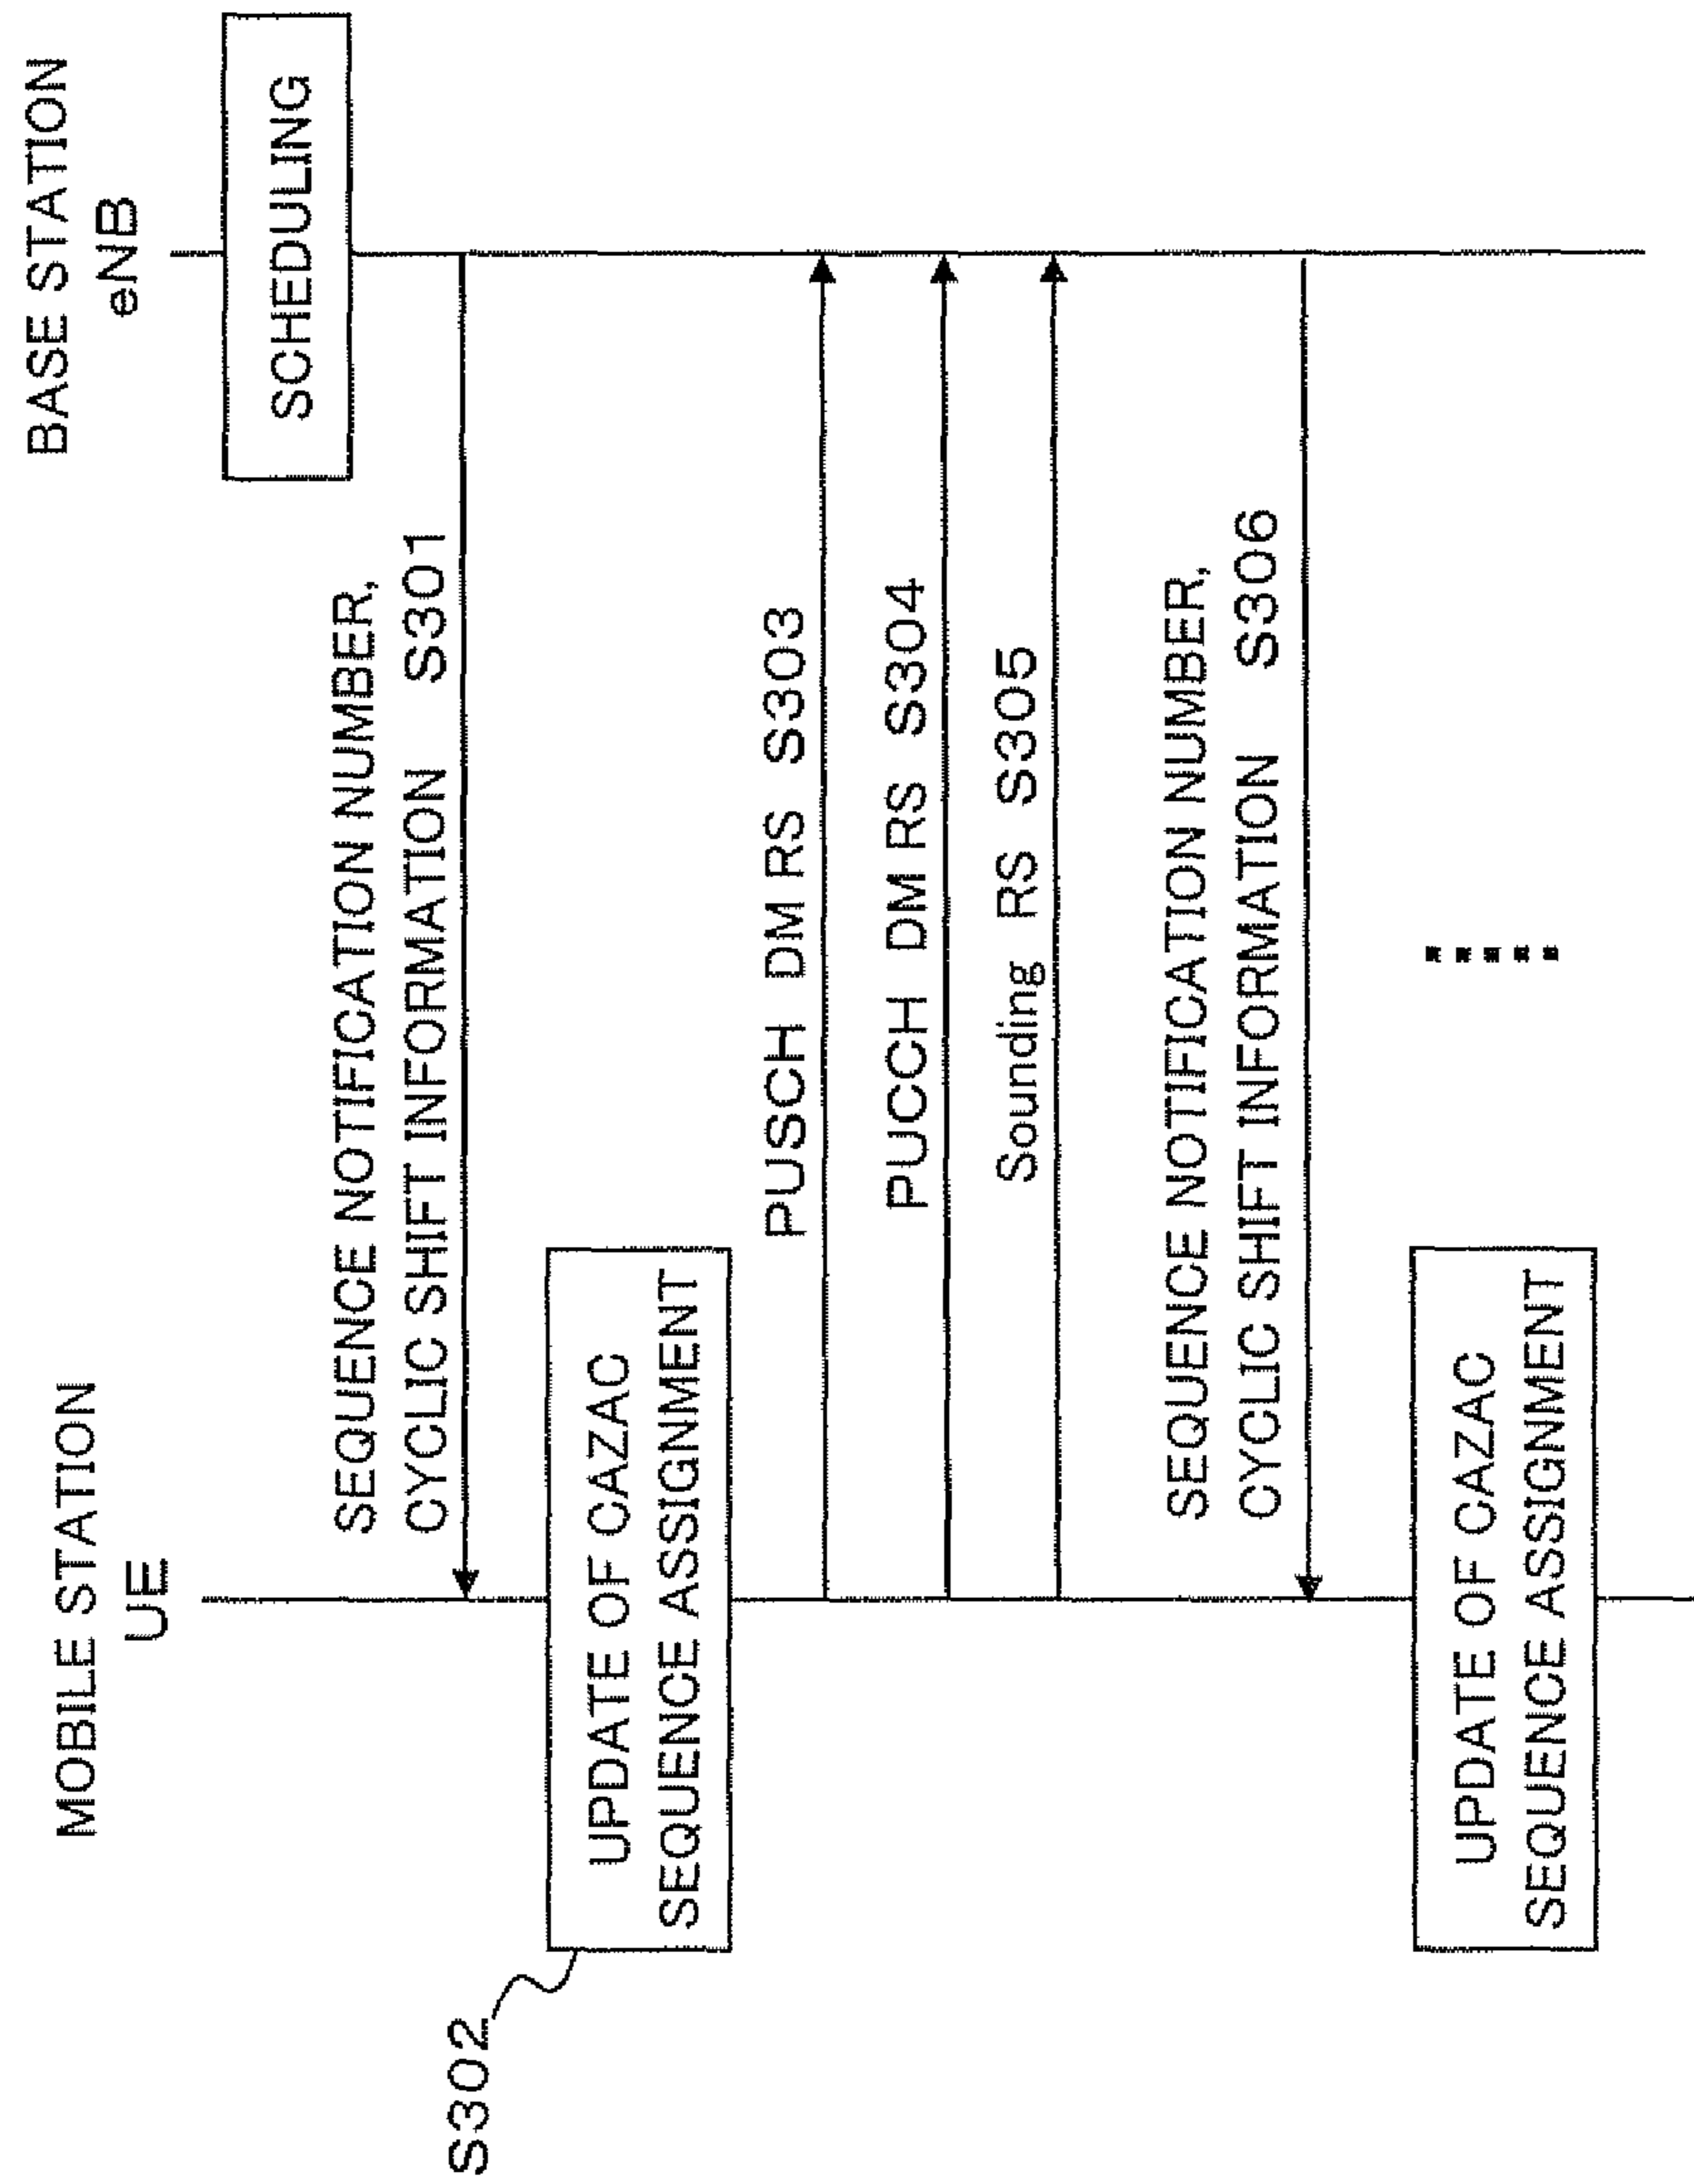 MOBILE STATION
UE
BASE STATION
eNB
SCHEDULING
SEQUENCE NOTIFICATION NUMBER,
CYCLIC SHIFT INFORMATION S301
S302
UPDATE OF CAZAC
SEQUENCE ASSIGNMENT
PUSCH DM RS S303
PUCCH DM RS S304
Sounding RS S305
SEQUENCE NOTIFICATION NUMBER,
CYCLIC SHIFT INFORMATION S306
UPDATE OF CAZAC
SEQUENCE ASSIGNMENT